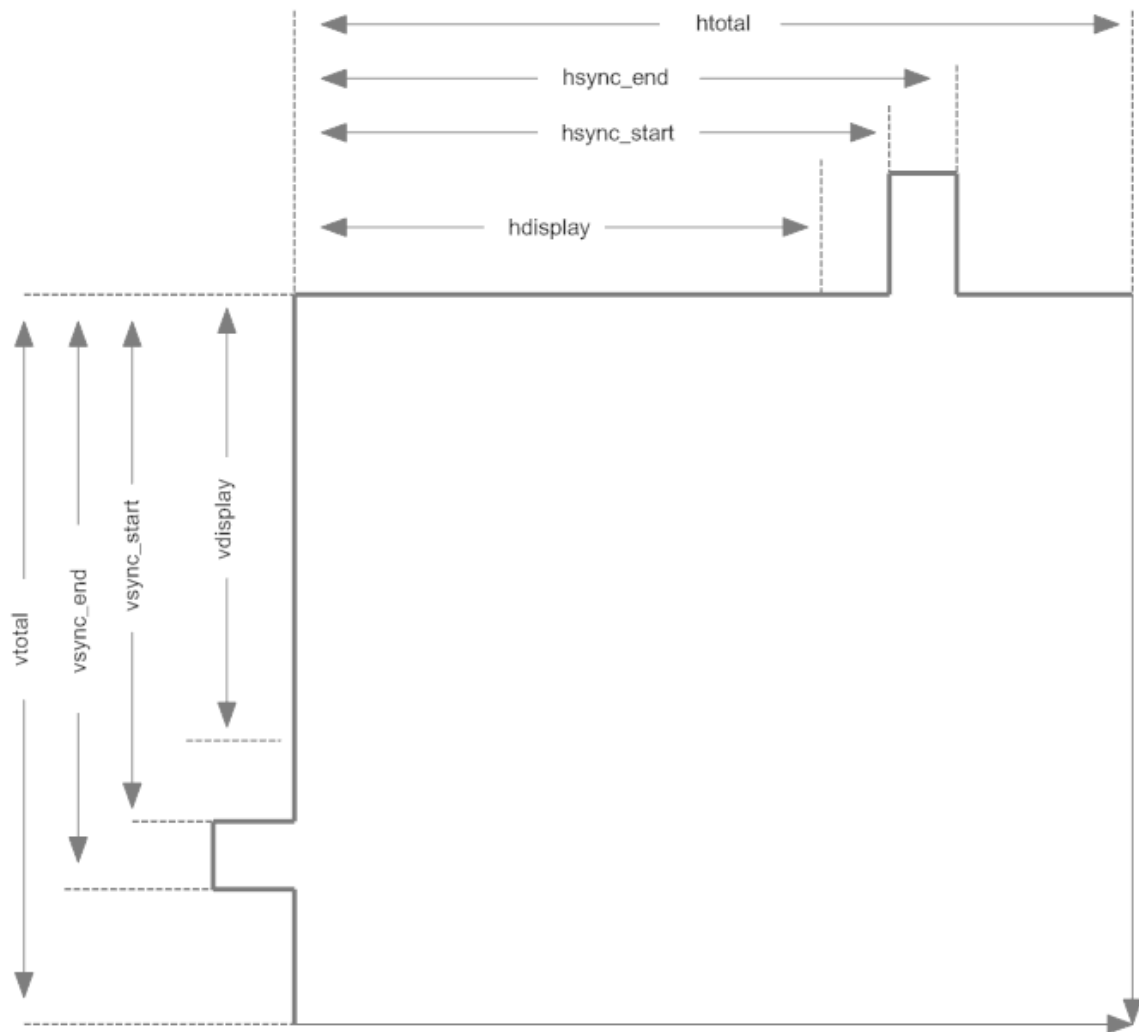 htotal
hsync_end
hsync_start
hdisplay
vtotal
vsync_end
vsync_start
vdisplay